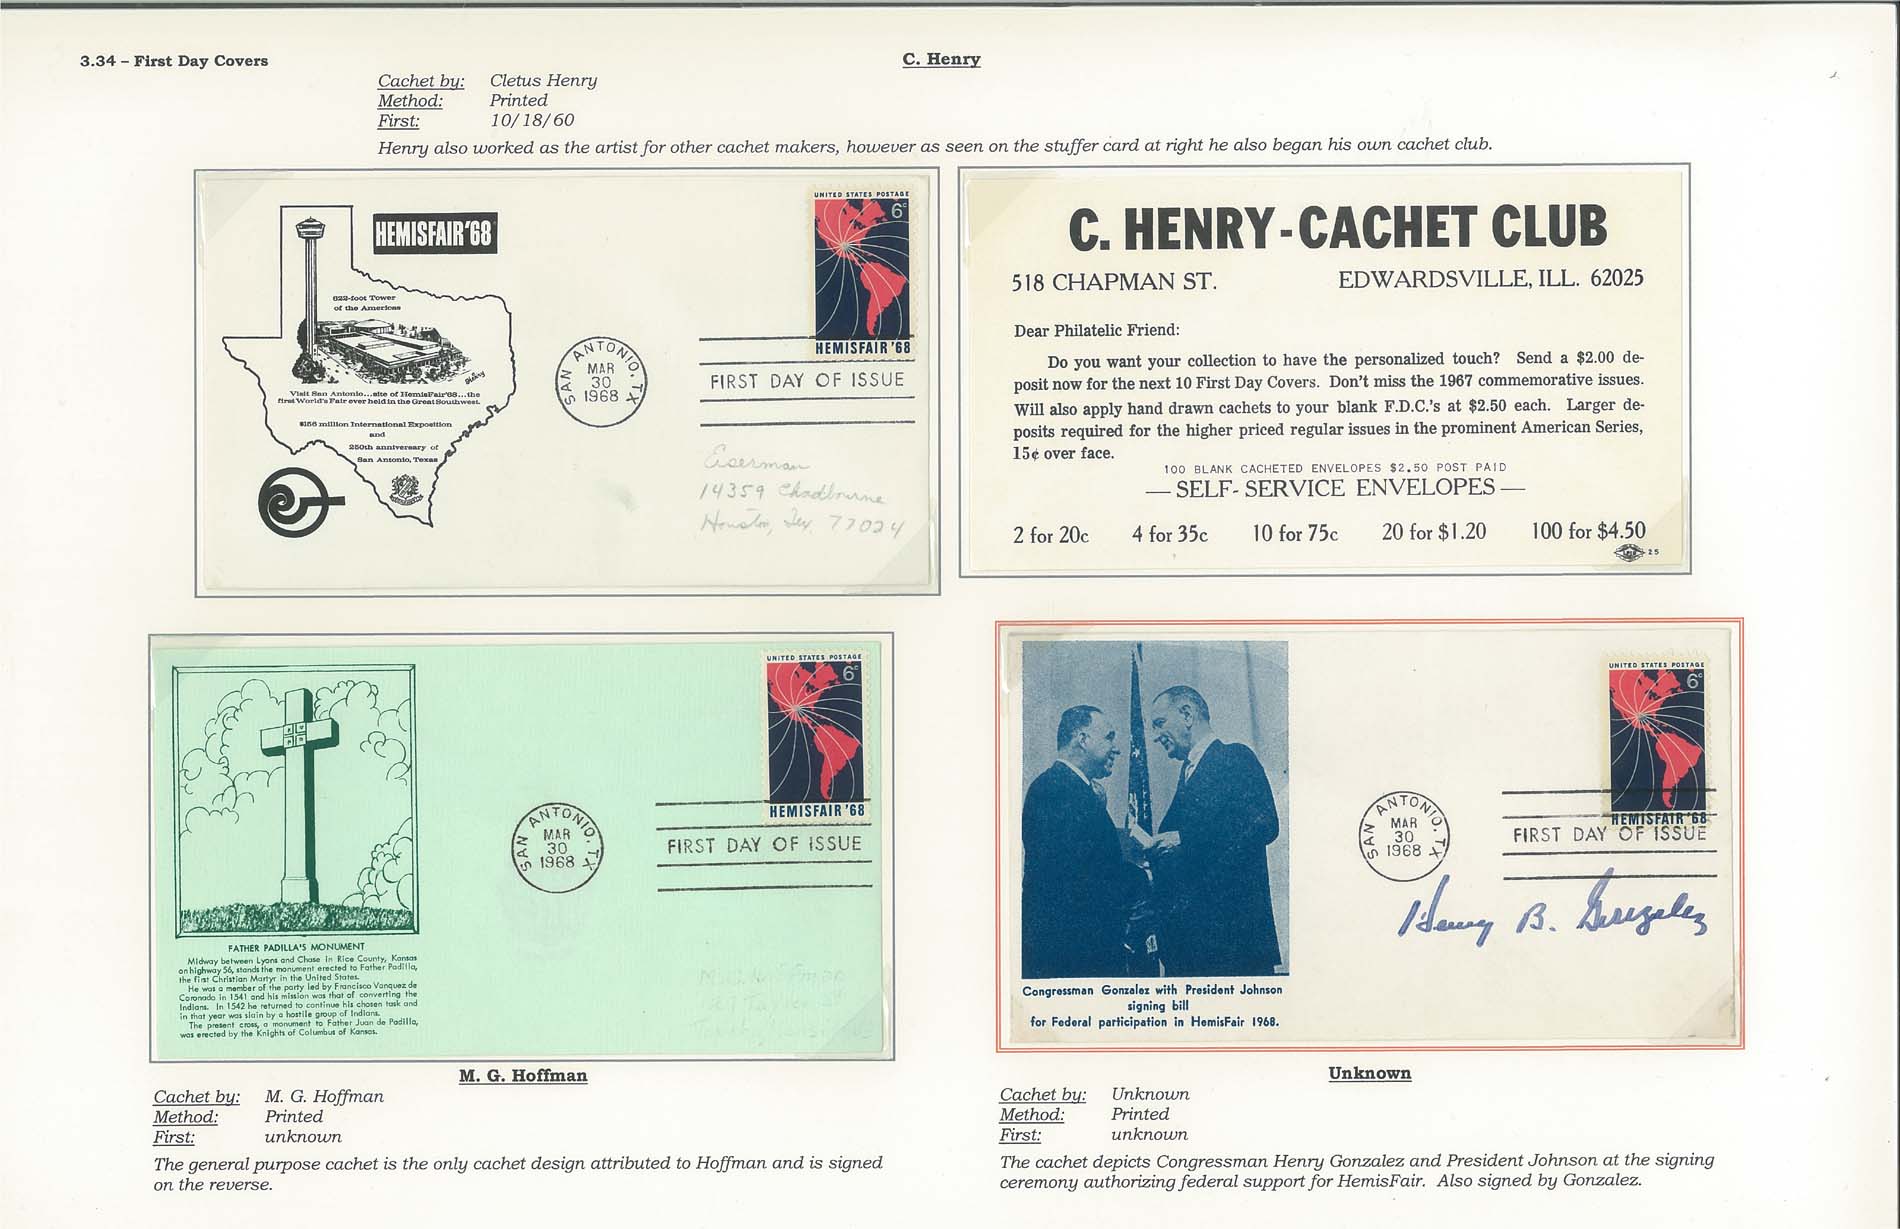 3.34 – First Day Covers
C. Henry
Cachet by: Cletus Henry
Method: Printed
First: 10/18/60
Henry also worked as the artist for other cachet makers, however as seen on the stuffer card at right he also began his own cachet club.
HEMISFAIR'68
622-foot Tower
of the Americas
Henry
Visit San Antonio...site of HemisFair'68...the
first World's Fair ever held in the Great Southwest.
$156 million International Exposition
and
250th anniversary of
San Antonio, Texas
UNITED STATES POSTAGE
6c
HEMISFAIR '68
SAN ANTONIO, TX
MAR
30
1968
FIRST DAY OF ISSUE
Eiserman
14359 Chadbourne
Houston, Tex. 77024
C. HENRY-CACHET CLUB
518 CHAPMAN ST. EDWARDSVILLE, ILL. 62025
Dear Philatelic Friend:
Do you want your collection to have the personalized touch? Send a $2.00 de-
posit now for the next 10 First Day Covers. Don't miss the 1967 commemorative issues.
Will also apply hand drawn cachets to your blank F.D.C.'s at $2.50 each. Larger de-
posits required for the higher priced regular issues in the prominent American Series,
15¢ over face.
100 BLANK CACHETED ENVELOPES $2.50 POST PAID
— SELF-SERVICE ENVELOPES —
2 for 20c 4 for 35c 10 for 75c 20 for $1.20 100 for $4.50
25
FATHER PADILLA'S MONUMENT
Midway between Lyons and Chase in Rice County, Kansas
on highway 56, stands the monument erected to Father Padilla,
the first Christian Martyr in the United States.
He was a member of the party led by Francisco Vanquez de
Coronado in 1541 and his mission was that of converting the
Indians. In 1542 he returned to continue his chosen task and
in that year was slain by a hostile group of Indians.
The present cross, a monument to Father Juan de Padilla,
was erected by the Knights of Columbus of Kansas.
UNITED STATES POSTAGE
6c
HEMISFAIR '68
SAN ANTONIO, TX
MAR
30
1968
FIRST DAY OF ISSUE
Congressman Gonzalez with President Johnson
signing bill
for Federal participation in HemisFair 1968.
UNITED STATES POSTAGE
6c
HEMISFAIR '68
SAN ANTONIO, TX
MAR
30
1968
FIRST DAY OF ISSUE
Henry B. Gonzalez
M. G. Hoffman
Cachet by: M. G. Hoffman
Method: Printed
First: unknown
The general purpose cachet is the only cachet design attributed to Hoffman and is signed
on the reverse.
Unknown
Cachet by: Unknown
Method: Printed
First: unknown
The cachet depicts Congressman Henry Gonzalez and President Johnson at the signing
ceremony authorizing federal support for HemisFair. Also signed by Gonzalez.